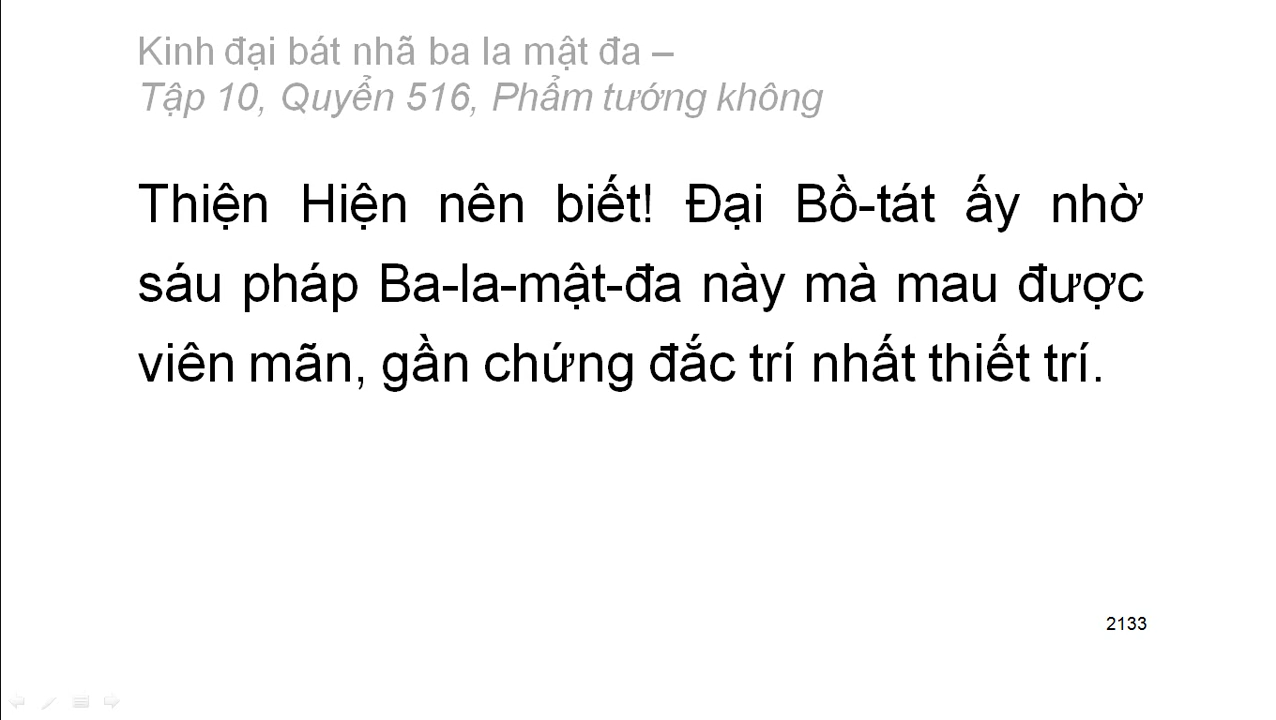 Kinh đại bát nhã ba la mật đa –
Tập 10, Quyển 516, Phẩm tướng không
Thiện Hiện nên biết! Đại Bồ-tát ấy nhờ
sáu pháp Ba-la-mật-đa này mà mau được
viên mãn, gần chứng đắc trí nhất thiết trí.
2133